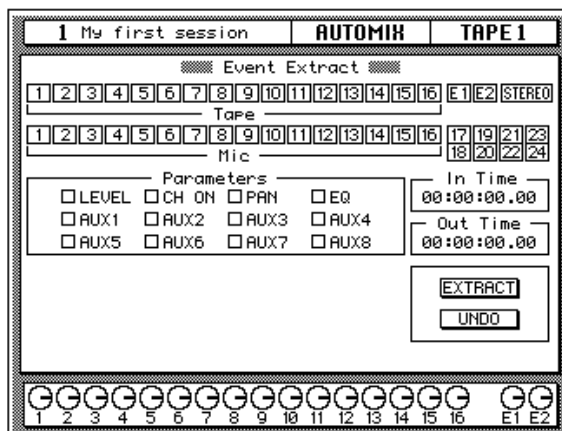 1 My first session AUTOMIX TAPE 1
Event Extract
1 2 3 4 5 6 7 8 9 10 11 12 13 14 15 16 E1 E2 STEREO
Tape
1 2 3 4 5 6 7 8 9 10 11 12 13 14 15 16 17 19 21 23
18 20 22 24
Mic
Parameters
LEVEL CH ON PAN EQ
AUX1 AUX2 AUX3 AUX4
AUX5 AUX6 AUX7 AUX8
In Time
00:00:00.00
Out Time
00:00:00.00
EXTRACT
UNDO
1 2 3 4 5 6 7 8 9 10 11 12 13 14 15 16 E1 E2